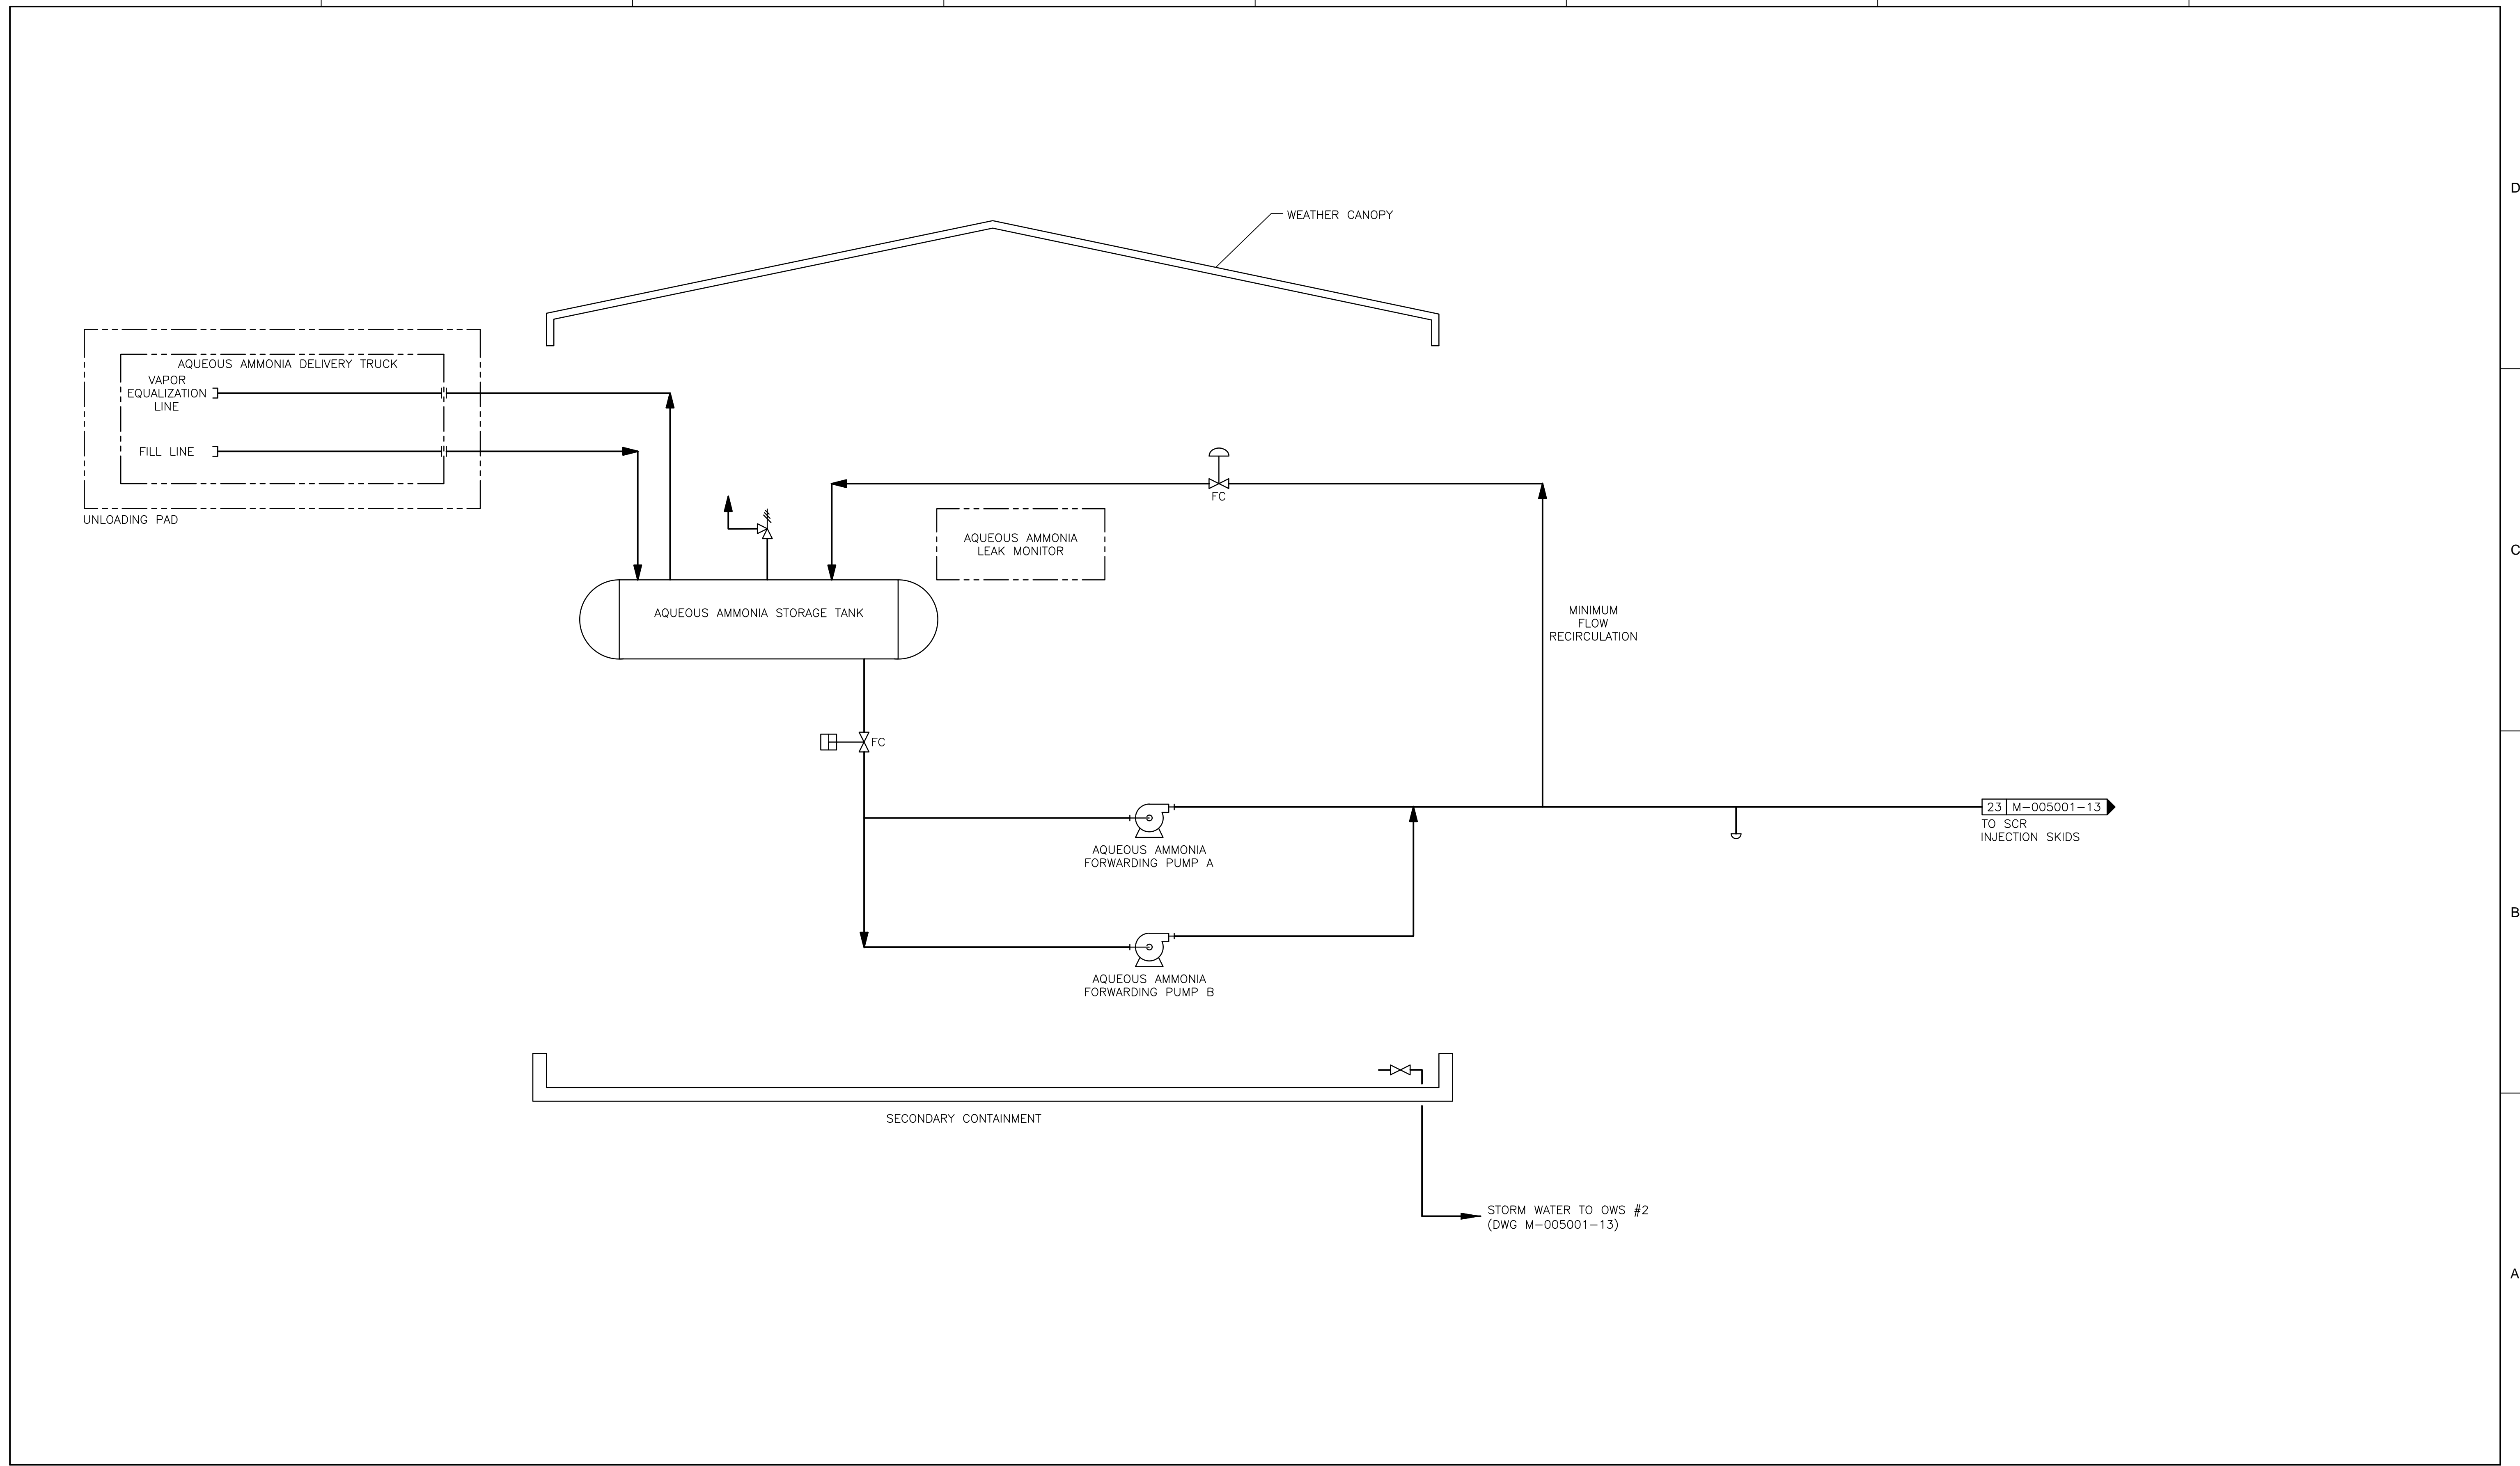 D
WEATHER CANOPY
AQUEOUS AMMONIA DELIVERY TRUCK
VAPOR
EQUALIZATION
LINE
FILL LINE
UNLOADING PAD
FC
AQUEOUS AMMONIA
LEAK MONITOR
C
AQUEOUS AMMONIA STORAGE TANK
MINIMUM
FLOW
RECIRCULATION
FC
23 M-005001-13
TO SCR
INJECTION SKIDS
AQUEOUS AMMONIA
FORWARDING PUMP A
B
AQUEOUS AMMONIA
FORWARDING PUMP B
SECONDARY CONTAINMENT
STORM WATER TO OWS #2
(DWG M-005001-13)
A